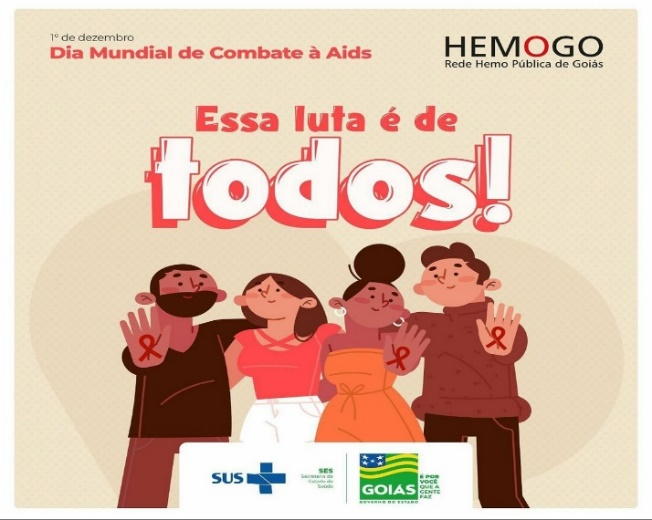 1º de dezembro
Dia Mundial de Combate à Aids
HEMOGO
Rede Hemo Pública de Goiás
Essa luta é de
todos!
SUS
SES
Secretaria de
Estado da
Saúde
GOIÁS
GOVERNO DO ESTADO
É POR
VOCÊ
QUE A
GENTE
FAZ